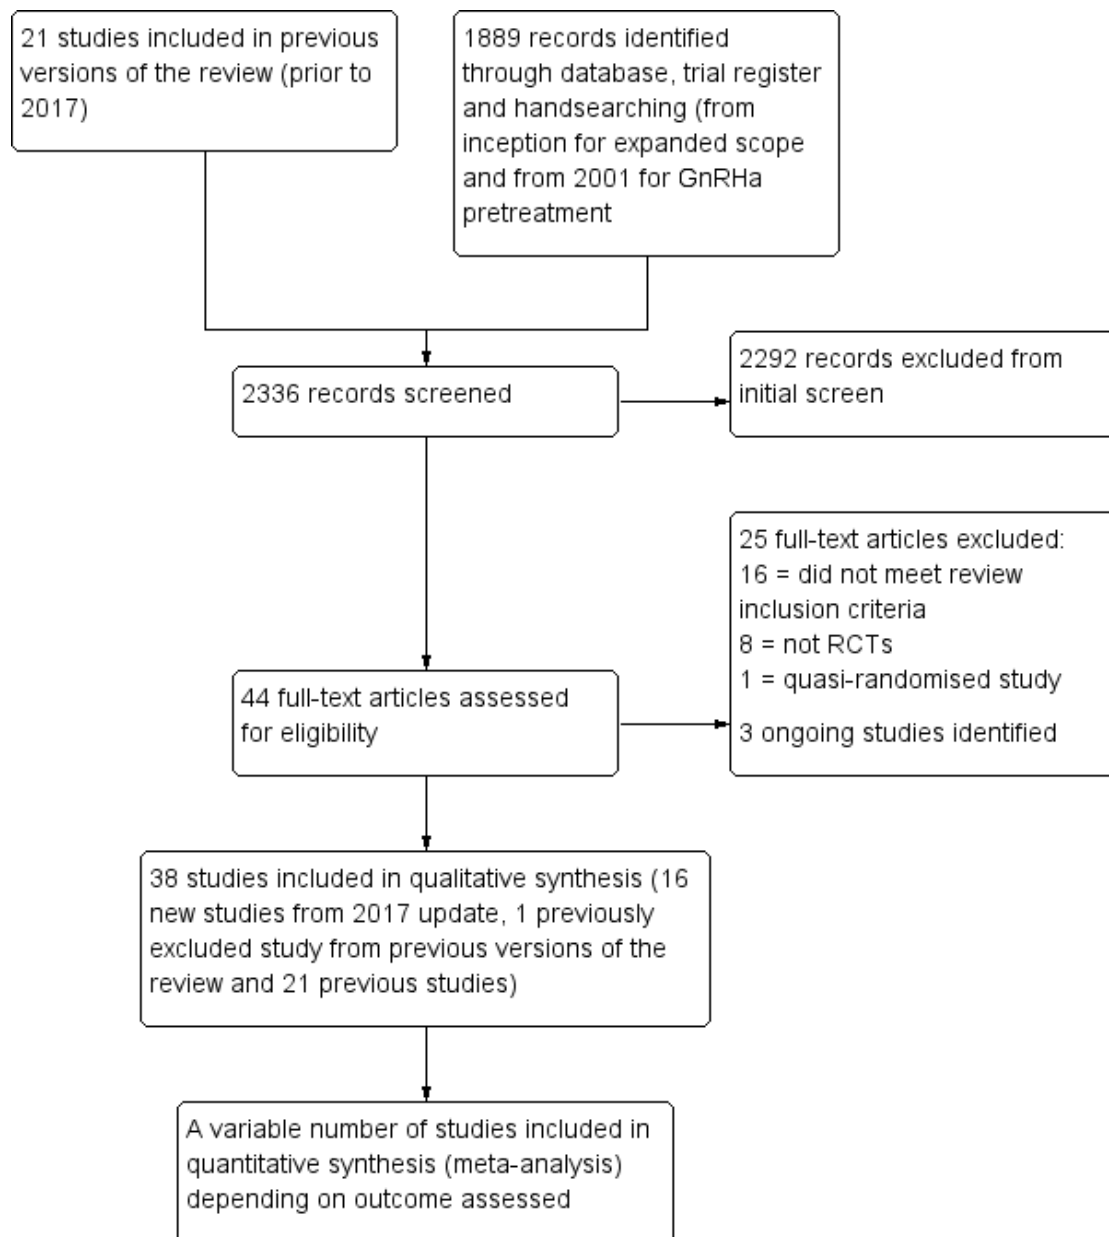 21 studies included in previous
versions of the review (prior to
2017)
1889 records identified
through database, trial register
and handsearching (from
inception for expanded scope
and from 2001 for GnRHa
pretreatment
2336 records screened
2292 records excluded from
initial screen
44 full-text articles assessed
for eligibility
25 full-text articles excluded:
16 = did not meet review
inclusion criteria
8 = not RCTs
1 = quasi-randomised study
3 ongoing studies identified
38 studies included in qualitative synthesis (16
new studies from 2017 update, 1 previously
excluded study from previous versions of the
review and 21 previous studies)
A variable number of studies included in
quantitative synthesis (meta-analysis)
depending on outcome assessed